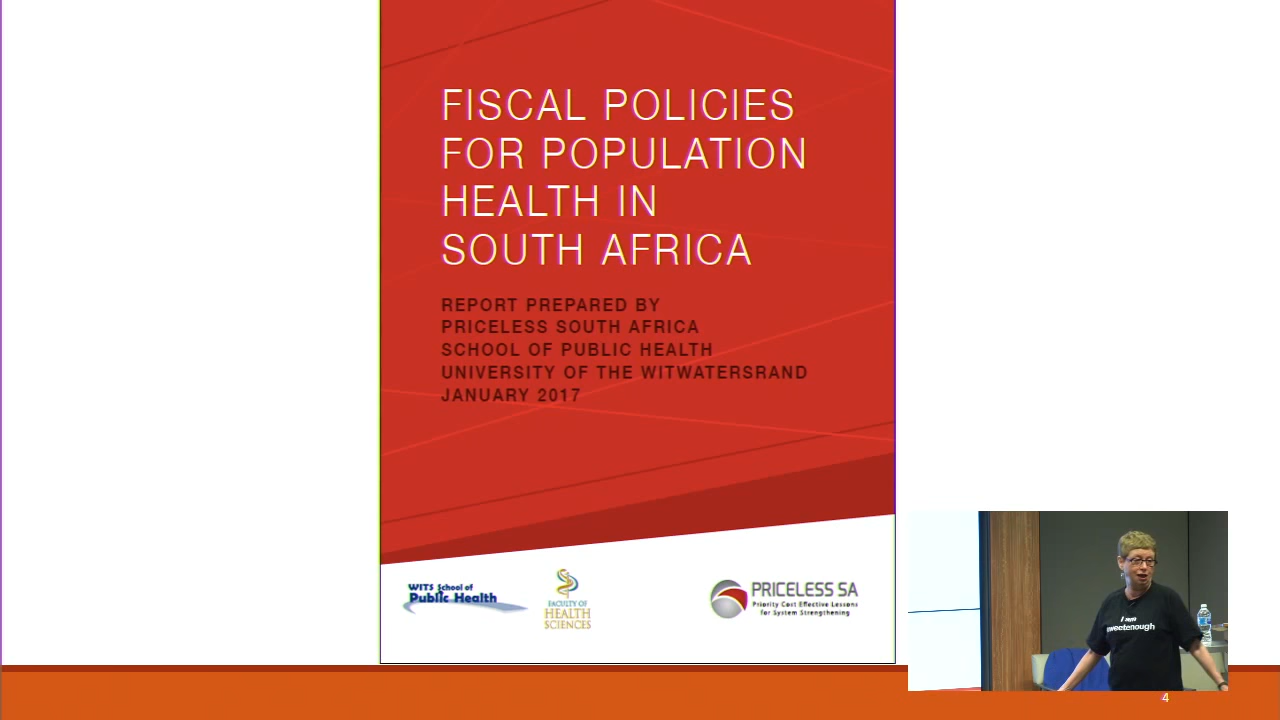 FISCAL POLICIES
FOR POPULATION
HEALTH IN
SOUTH AFRICA
REPORT PREPARED BY
PRICELESS SOUTH AFRICA
SCHOOL OF PUBLIC HEALTH
UNIVERSITY OF THE WITWATERSRAND
JANUARY 2017
WITS School of
Public Health
FACULTY OF
HEALTH
SCIENCES
PRICELESS SA
Priority Cost Effective Lessons
for System Strengthening
I am
sweetenough
4